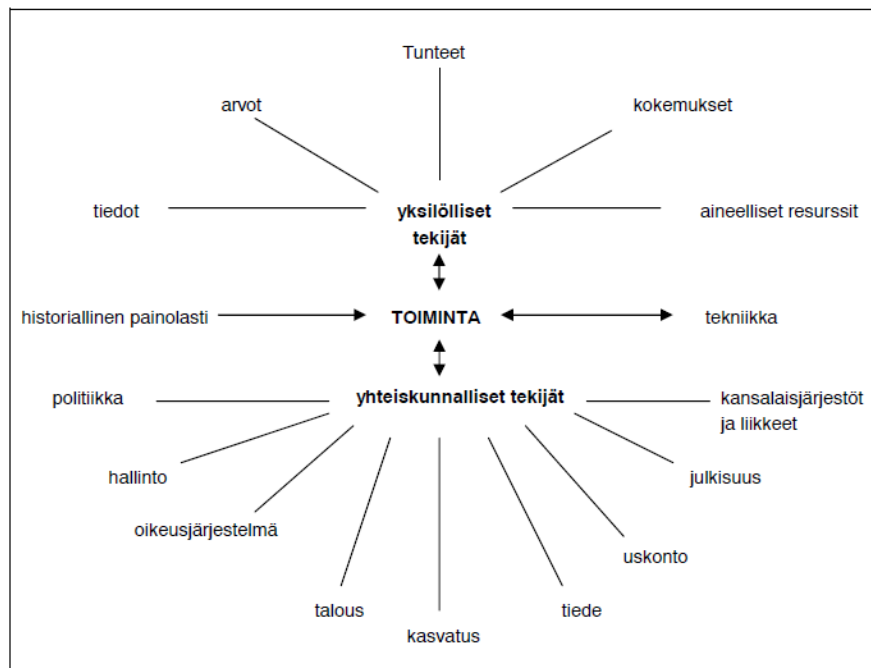 Tunteet
arvot
kokemukset
tiedot
yksilölliset
tekijät
aineelliset resurssit
historiallinen painolasti
TOIMINTA
tekniikka
politiikka
yhteiskunnalliset tekijät
kansalaisjärjestöt
ja liikkeet
hallinto
julkisuus
oikeusjärjestelmä
uskonto
talous
tiede
kasvatus